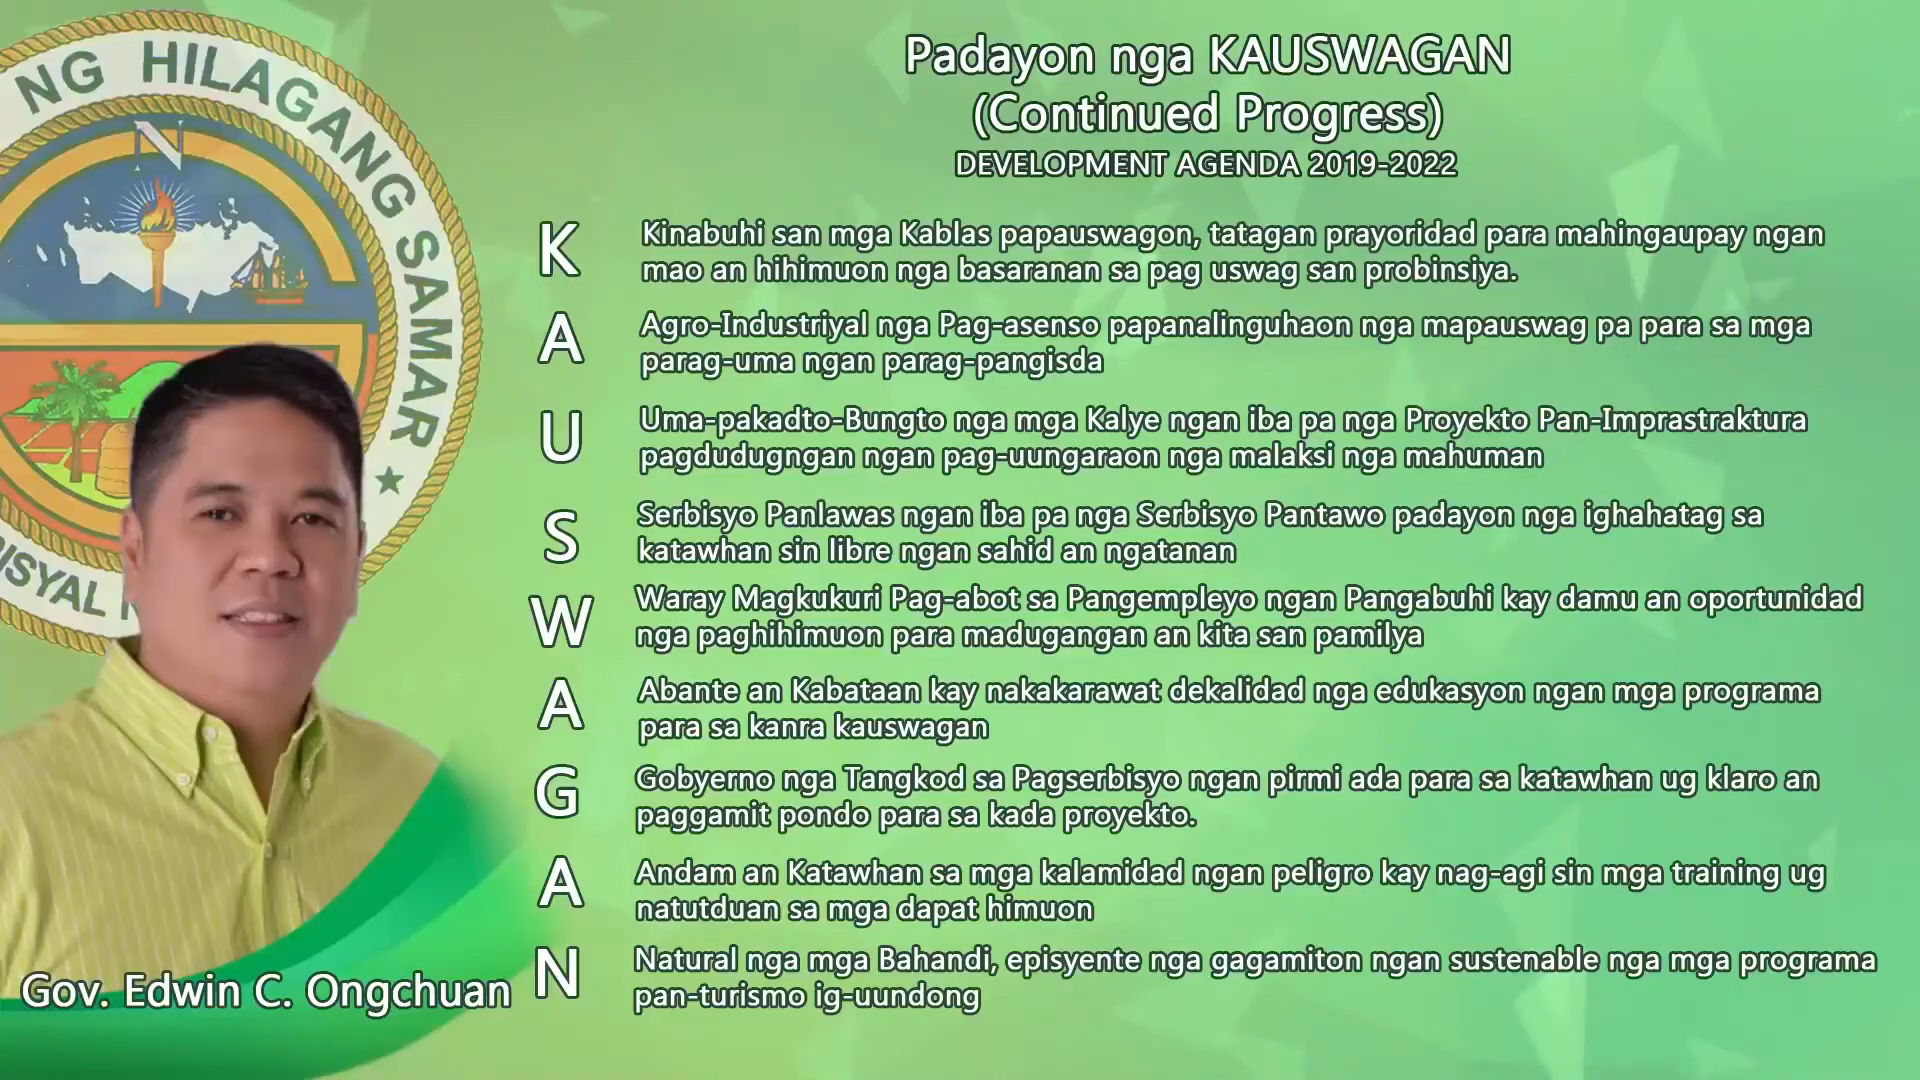 NG HILAGANG SAMAR
N
Padayon nga KAUSWAGAN
(Continued Progress)
DEVELOPMENT AGENDA 2019-2022
K
Kinabuhi san mga Kablas papauswagon, tatagan prayoridad para mahingaupay ngan
mao an hihimuon nga basaranan sa pag uswag san probinsiya.
A
Agro-Industriyal nga Pag-asenso papanalinguhaon nga mapauswag pa para sa mga
parag-uma ngan parag-pangisda
U
Uma-pakadto-Bungto nga mga Kalye ngan iba pa nga Proyekto Pan-Imprastraktura
pagdudugngan ngan pag-uungaraon nga malaksi nga mahuman
S
Serbisyo Panlawas ngan iba pa nga Serbisyo Pantawo padayon nga ighahatag sa
katawhan sin libre ngan sahid an ngatanan
W
Waray Magkukuri Pag-abot sa Pangempleyo ngan Pangabuhi kay damu an oportunidad
nga paghihimuon para madugangan an kita san pamilya
A
Abante an Kabataan kay nakakarawat dekalidad nga edukasyon ngan mga programa
para sa kanra kauswagan
G
Gobyerno nga Tangkod sa Pagserbisyo ngan pirmi ada para sa katawhan ug klaro an
paggamit pondo para sa kada proyekto.
A
Andam an Katawhan sa mga kalamidad ngan peligro kay nag-agi sin mga training ug
natutduan sa mga dapat himuon
N
Natural nga mga Bahandi, episyente nga gagamiton ngan sustenable nga mga programa
pan-turismo ig-uundong
Gov. Edwin C. Ongchuan